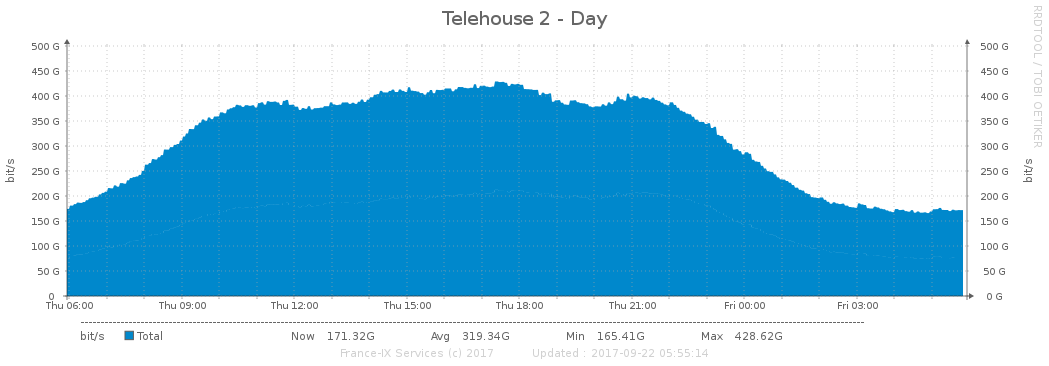 Telehouse 2 - Day
RRDTOOL / TOBI OETIKER
500 G 500 G
450 G 450 G
400 G 400 G
350 G 350 G
300 G 300 G
250 G 250 G
200 G 200 G
150 G 150 G
100 G 100 G
50 G 50 G
0 0 G
bit/s bit/s
Thu 06:00 Thu 09:00 Thu 12:00 Thu 15:00 Thu 18:00 Thu 21:00 Fri 00:00 Fri 03:00
bit/s Total Now 171.32G Avg 319.34G Min 165.41G Max 428.62G
France-IX Services (c) 2017 Updated : 2017-09-22 05:55:14